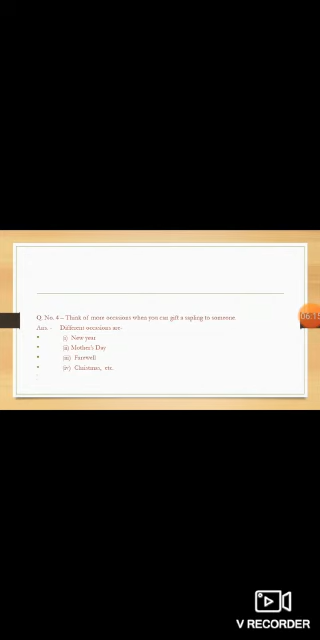 Q. No. 4 – Think of more occasions when you can gift a sapling to someone
Ans. - Different occasions are-
• (i) New year
• (ii) Mother's Day
• (iii) Farewell
• (iv) Christmas, etc.
V RECORDER